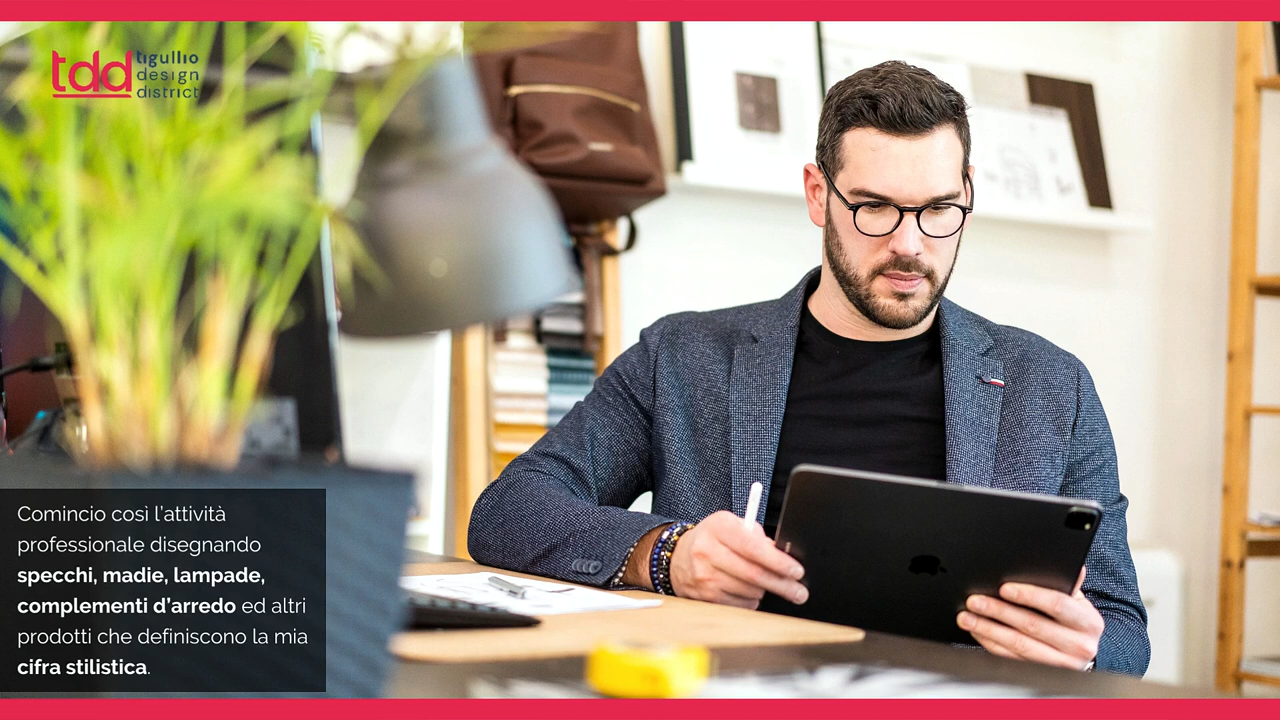 tdd
tigullio
design
district
Comincio così l'attività
professionale disegnando
specchi, madie, lampade,
complementi d'arredo ed altri
prodotti che definiscono la mia
cifra stilistica.